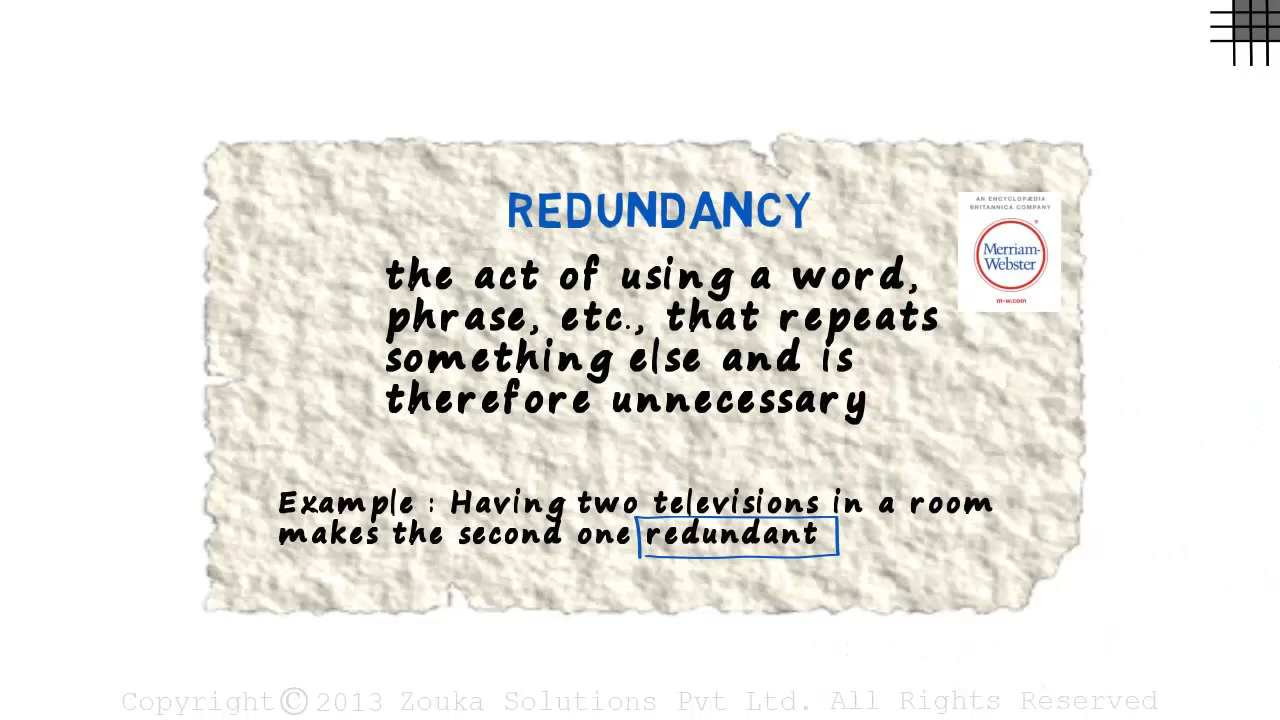 REDUNDANCY
AN ENCYCLOPÆDIA
BRITANNICA COMPANY
Merriam-
Webster
®
m-w.com
the act of using a word,
phrase, etc., that repeats
something else and is
therefore unnecessary
Example : Having two televisions in a room
makes the second one redundant
Copyright © 2013 Zouka Solutions Pvt Ltd. All Rights Reserved